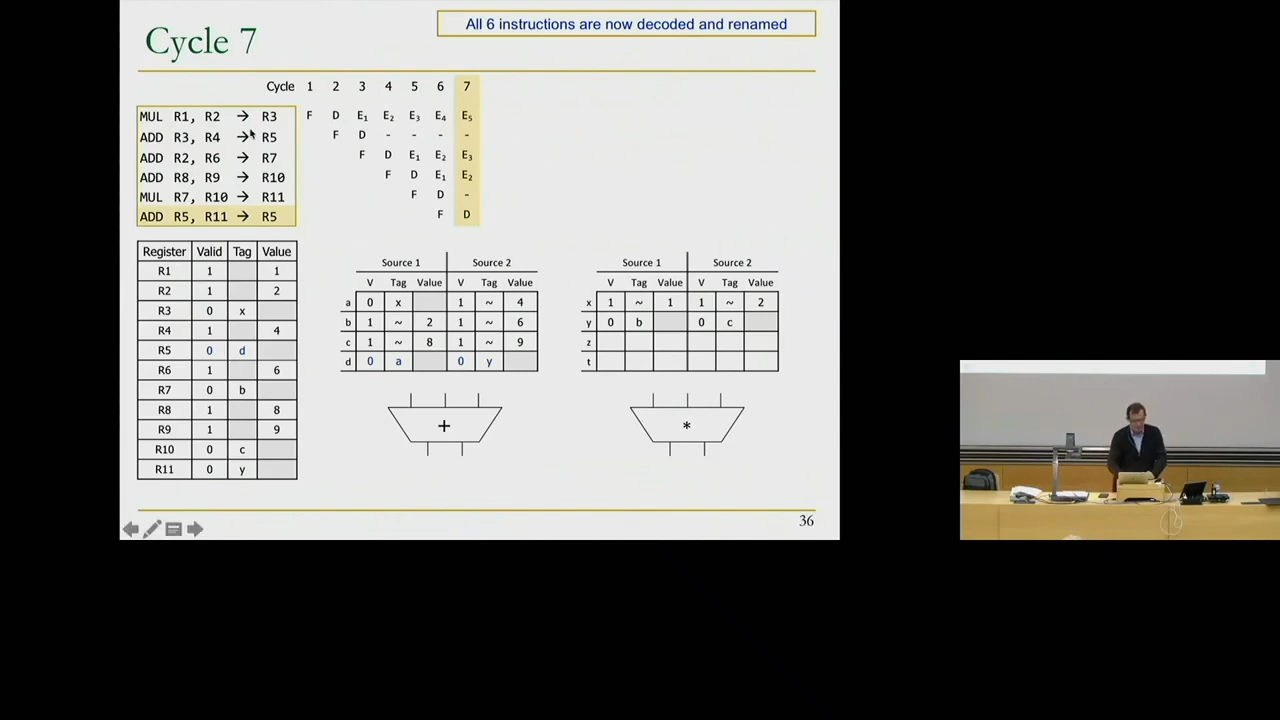 All 6 instructions are now decoded and renamed
Cycle 7
Cycle 1 2 3 4 5 6 7
MUL R1, R2 → R3 F D E₁ E₂ E₃ E₄ E₅
ADD R3, R4 → R5 F D - - - -
ADD R2, R6 → R7 F D E₁ E₂ E₃
ADD R8, R9 → R10 F D E₁ E₂
MUL R7, R10 → R11 F D -
ADD R5, R11 → R5 F D
Register Valid Tag Value
R1 1 1
R2 1 2
R3 0 x
R4 1 4
R5 0 d
R6 1 6
R7 0 b
R8 1 8
R9 1 9
R10 0 c
R11 0 y
Source 1 Source 2
V Tag Value V Tag Value
a 0 x 1 ~ 4
b 1 ~ 2 1 ~ 6
c 1 ~ 8 1 ~ 9
d 0 a 0 y
+
Source 1 Source 2
V Tag Value V Tag Value
x 1 ~ 1 1 ~ 2
y 0 b 0 c
z
t
*
36